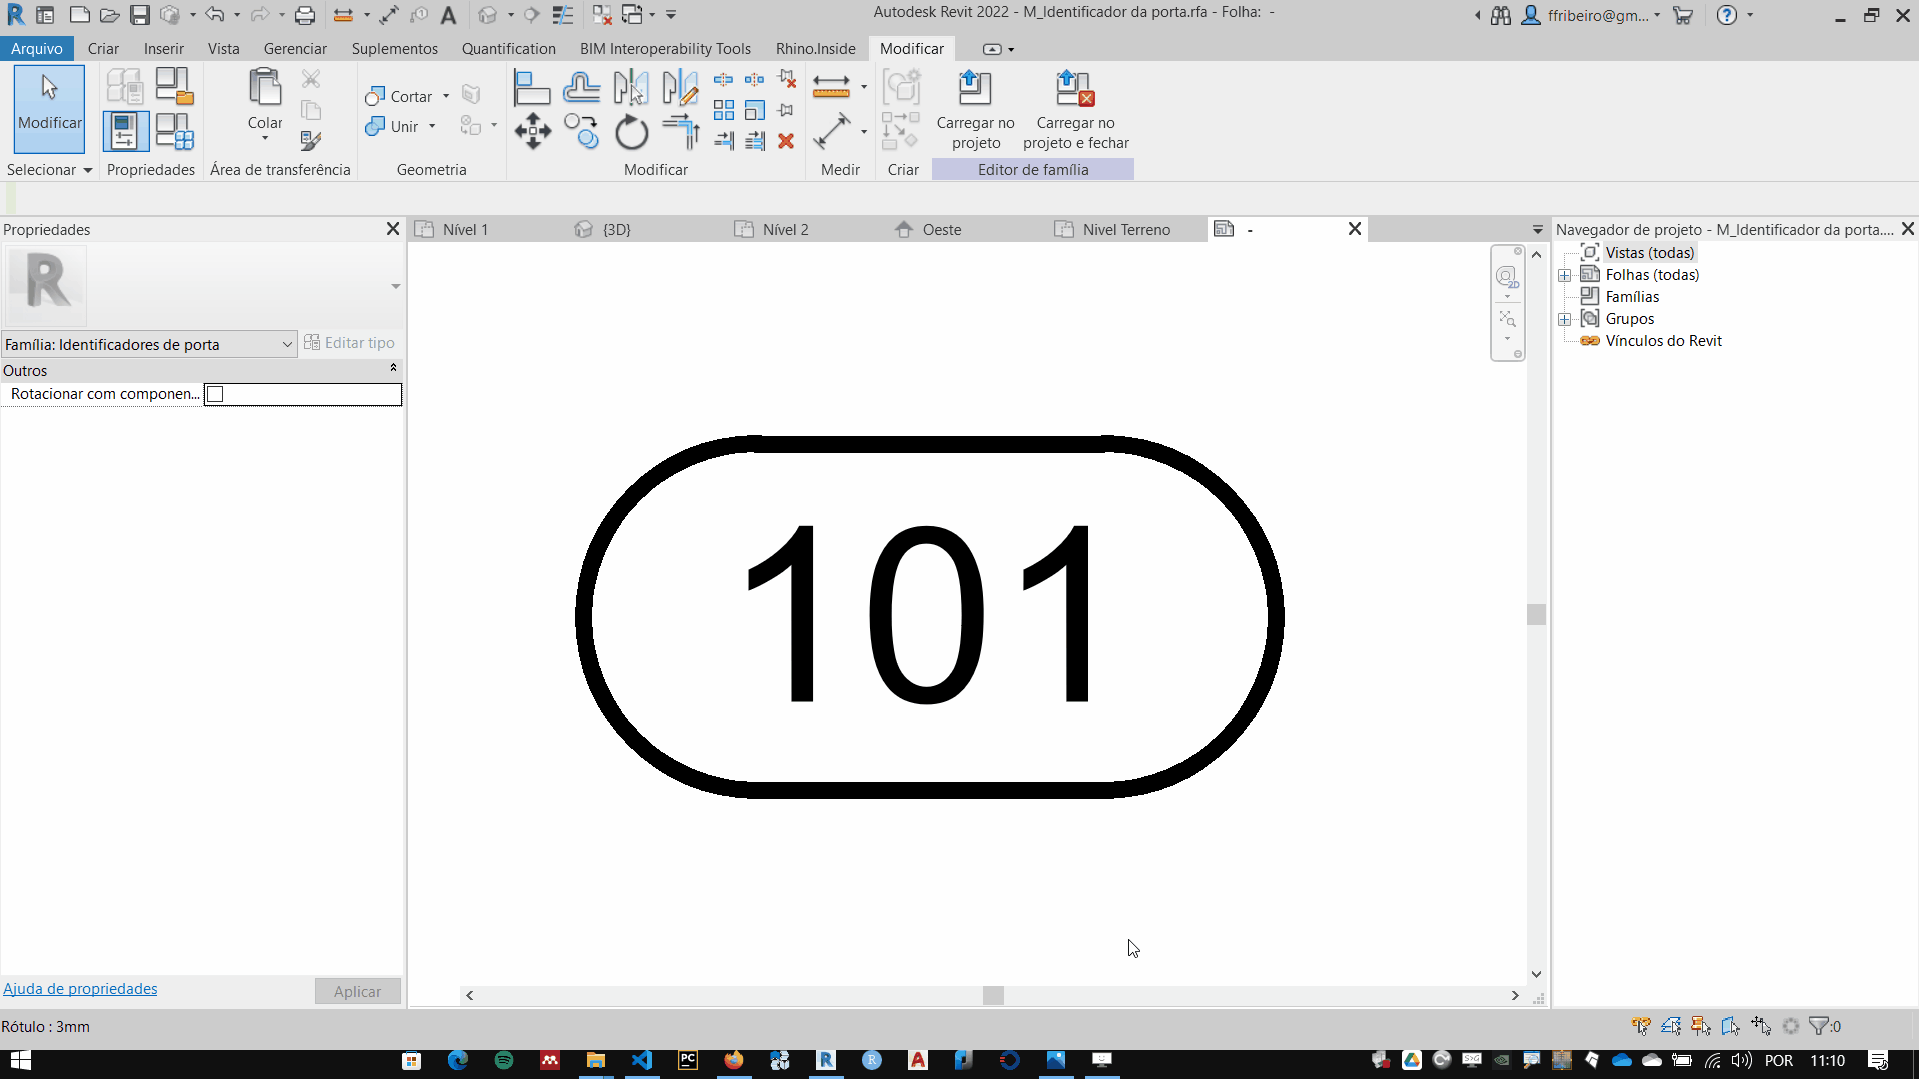 Autodesk Revit 2022 - M_Identificador da porta.rfa - Folha: -
ffribeiro@gm...
Arquivo Criar Inserir Vista Gerenciar Suplementos Quantification BIM Interoperability Tools Rhino.Inside Modificar
Modificar
Colar
Cortar
Unir
Carregar no projeto
Carregar no projeto e fechar
Selecionar Propriedades Área de transferência Geometria Modificar Medir Criar Editor de família
Propriedades
Nível 1 {3D} Nível 2 Oeste Nivel Terreno -
Navegador de projeto - M_Identificador da porta....
R
Família: Identificadores de porta
Editar tipo
Outros
Rotacionar com componen...
Vistas (todas)
Folhas (todas)
Famílias
Grupos
Vínculos do Revit
2D
101
Ajuda de propriedades
Aplicar
Rótulo : 3mm
:0
POR 11:10